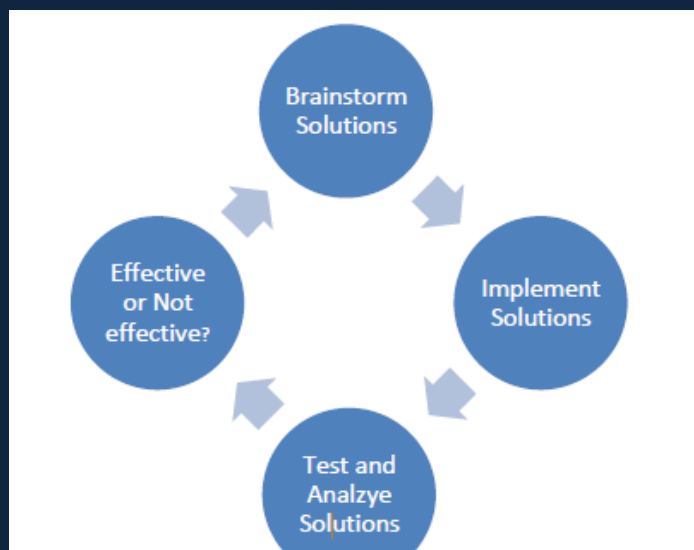 Brainstorm
Solutions
Implement
Solutions
Test and
Analzye
Solutions
Effective
or Not
effective?